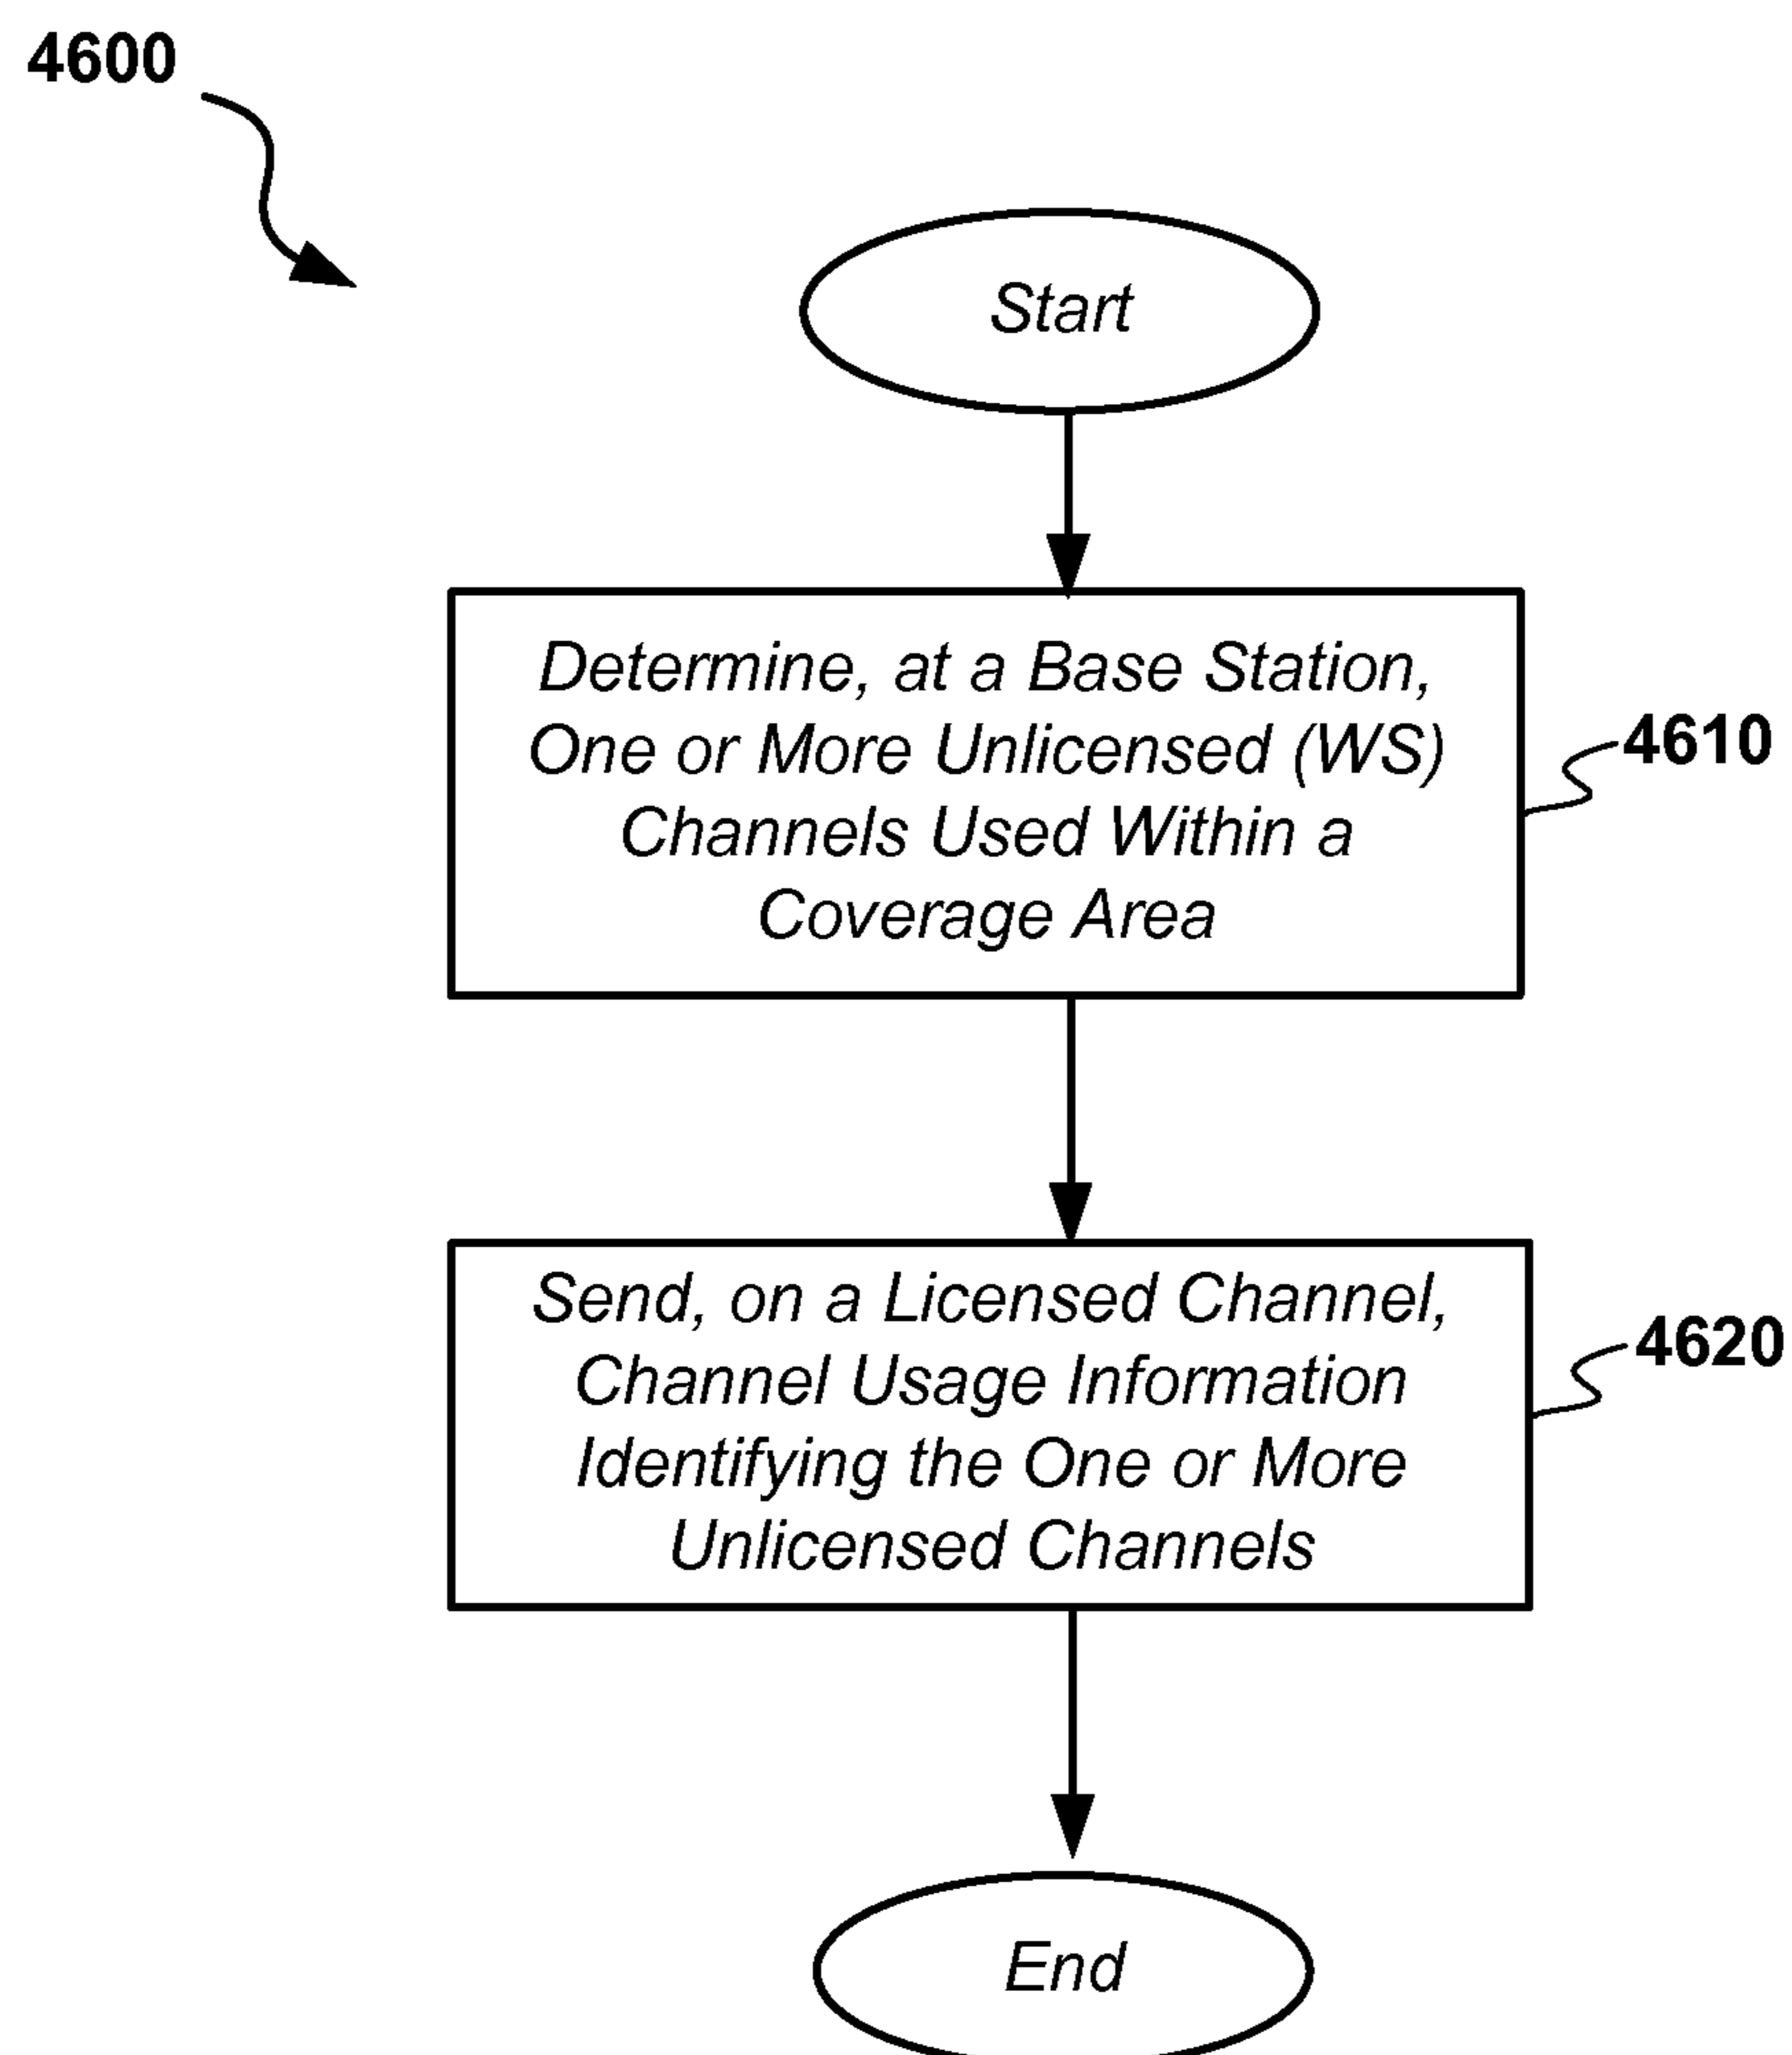 4600
Start
Determine, at a Base Station,
One or More Unlicensed (WS)
Channels Used Within a
Coverage Area
4610
Send, on a Licensed Channel,
Channel Usage Information
Identifying the One or More
Unlicensed Channels
4620
End